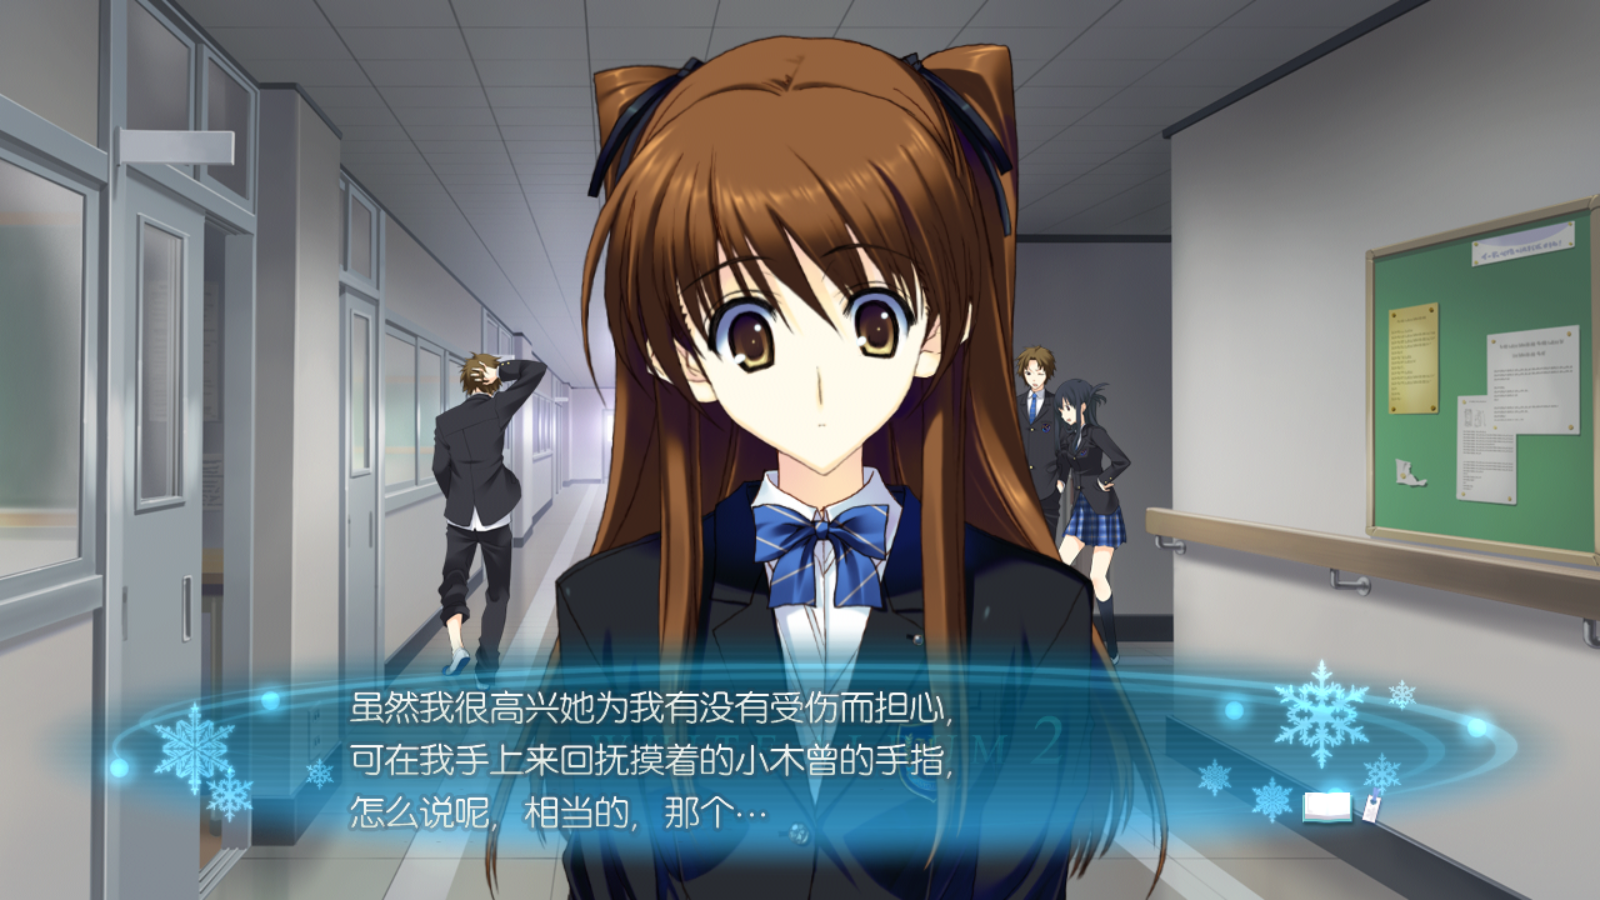 虽然我很高兴她为我有没有受伤而担心，
可在我手上来回抚摸着的小木曾的手指，
怎么说呢，相当的，那个…